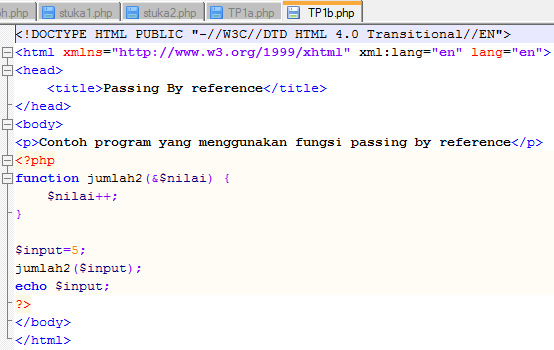 stuka1.php stuka2.php TP1a.php TP1b.php
<!DOCTYPE HTML PUBLIC "-//W3C//DTD HTML 4.0 Transitional//EN">
<html xmlns="http://www.w3.org/1999/xhtml" xml:lang="en" lang="en">
<head>
<title>Passing By reference</title>
</head>
<body>
<p>Contoh program yang menggunakan fungsi passing by reference</p>
<?php
function jumlah2(&$nilai) {
$nilai++;
}
$input=5;
jumlah2($input);
echo $input;
?>
</body>
</html>